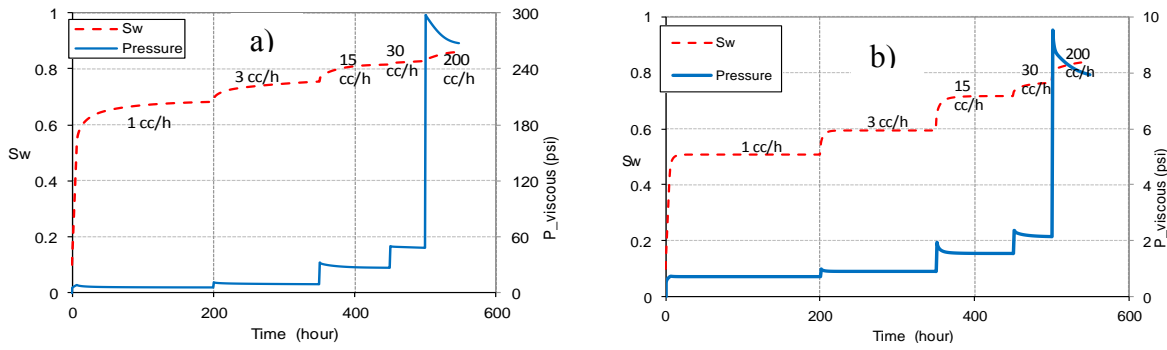 1
300
Sw
Pressure
a)
15
cc/h
30
cc/h
200
cc/h
3 cc/h
1 cc/h
0.8
240
0.6
180
Sw
0.4
120
0.2
60
0
0
0
200
400
600
Time (hour)
P_viscous (psi)
1
10
Sw
Pressure
b)
200
cc/h
30
cc/h
15
cc/h
3 cc/h
1 cc/h
0.8
8
0.6
6
Sw
0.4
4
0.2
2
0
0
0
200
400
600
Time (hour)
P_viscous (psi)